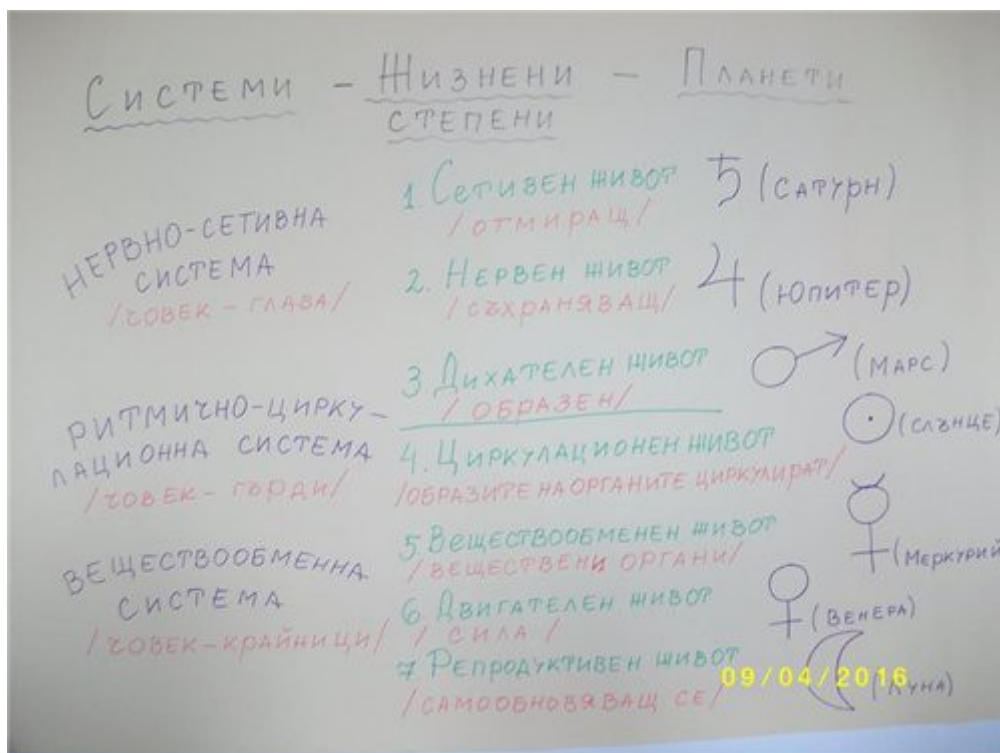 Системи - Жизнени - Планети
степени
Нервно-сетивна
система
/човек - глава/
1. Сетивен живот
/отмиращ/
♄ (Сатурн)
2. Нервен живот
/съхраняващ/
♃ (Юпитер)
Ритмично-цирку-
лационна система
/човек - гърди/
3. Дихателен живот
/образен/
♂ (Марс)
4. Циркулационен живот
/образите на органите циркулират/
☉ (Слънце)
Веществообменна
система
/човек - крайници/
5 Веществообменен живот
/веществени органи/
☿ (Меркурий
6 Двигателен живот
/сила/
♀ (Венера)
7 Репродуктивен живот
/самообновяващ се/
☾ (Луна)
09/04/2016